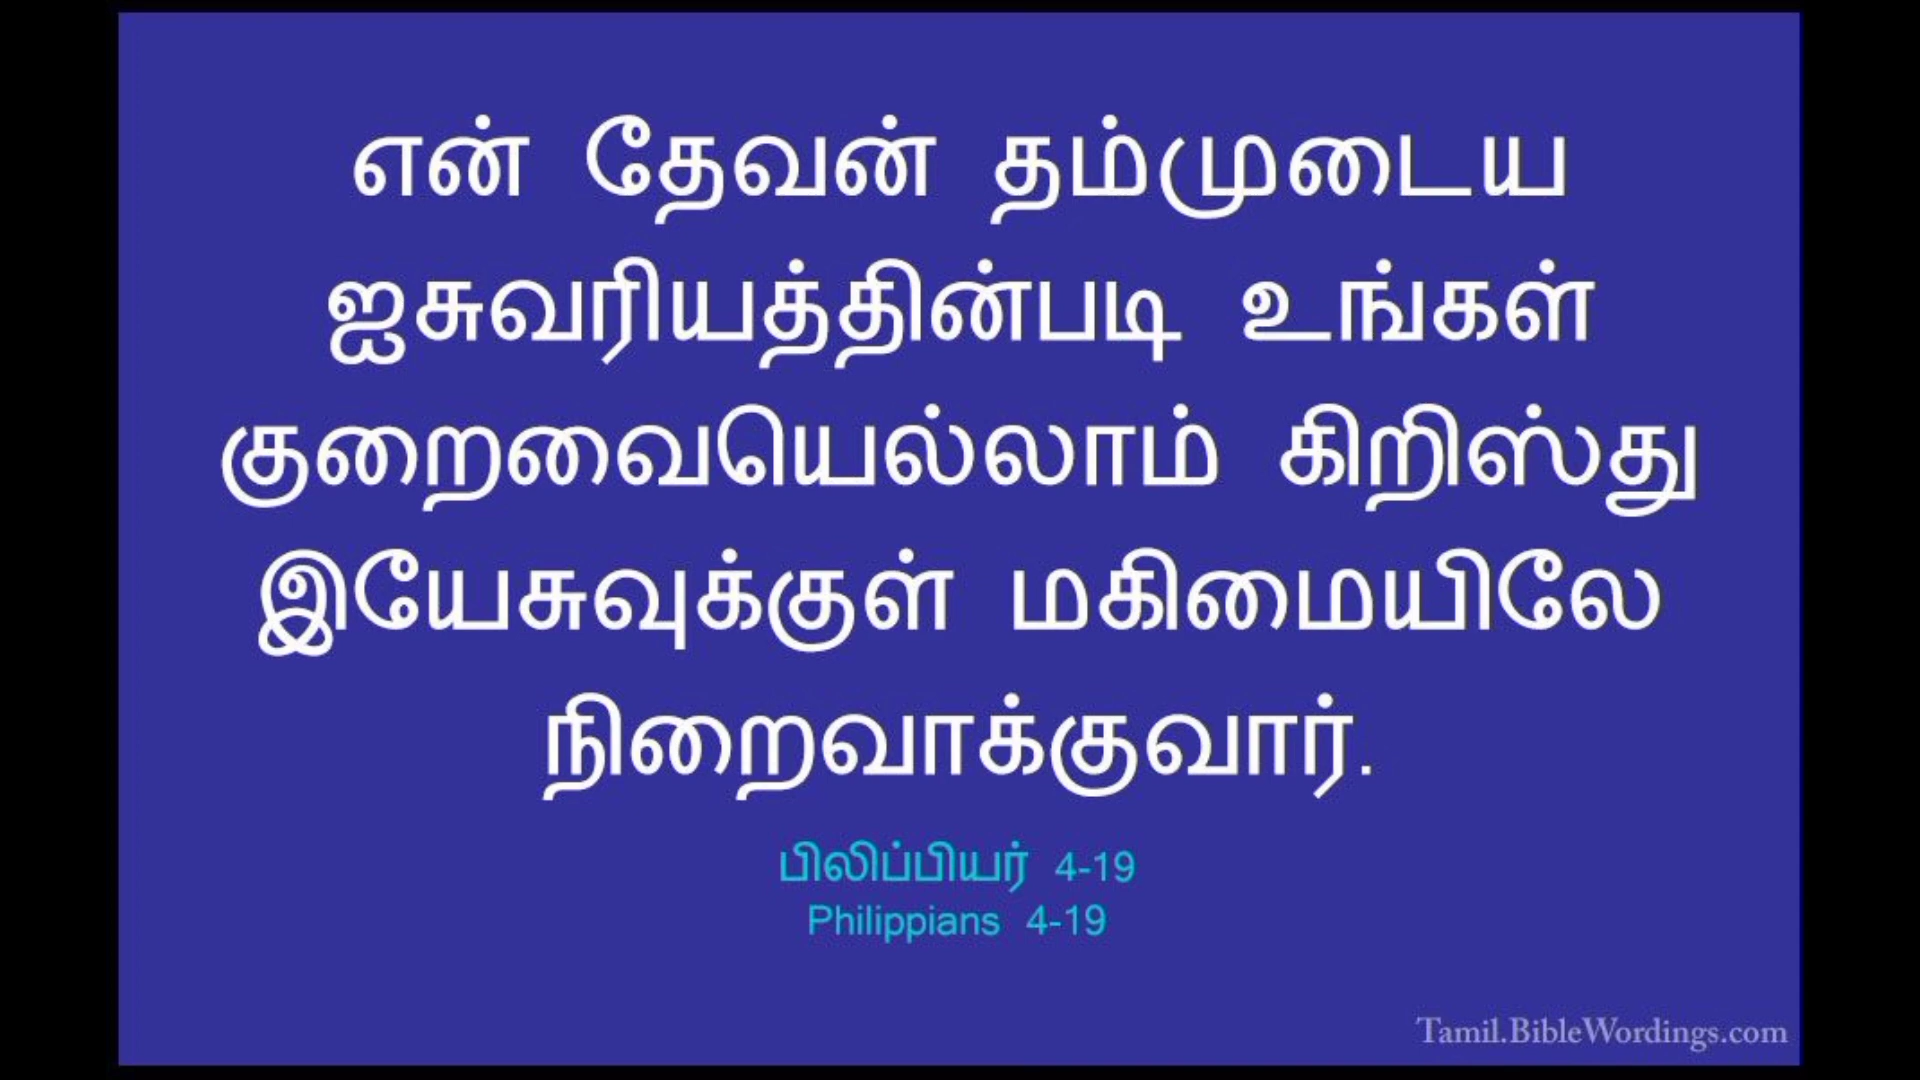 என் தேவன் தம்முடைய
ஐசுவரியத்தின்படி உங்கள்
குறைவையெல்லாம் கிறிஸ்து
இயேசுவுக்குள் மகிமையிலே
நிறைவாக்குவார்.
பிலிப்பியர் 4-19
Philippians 4-19
Tamil.BibleWordings.com